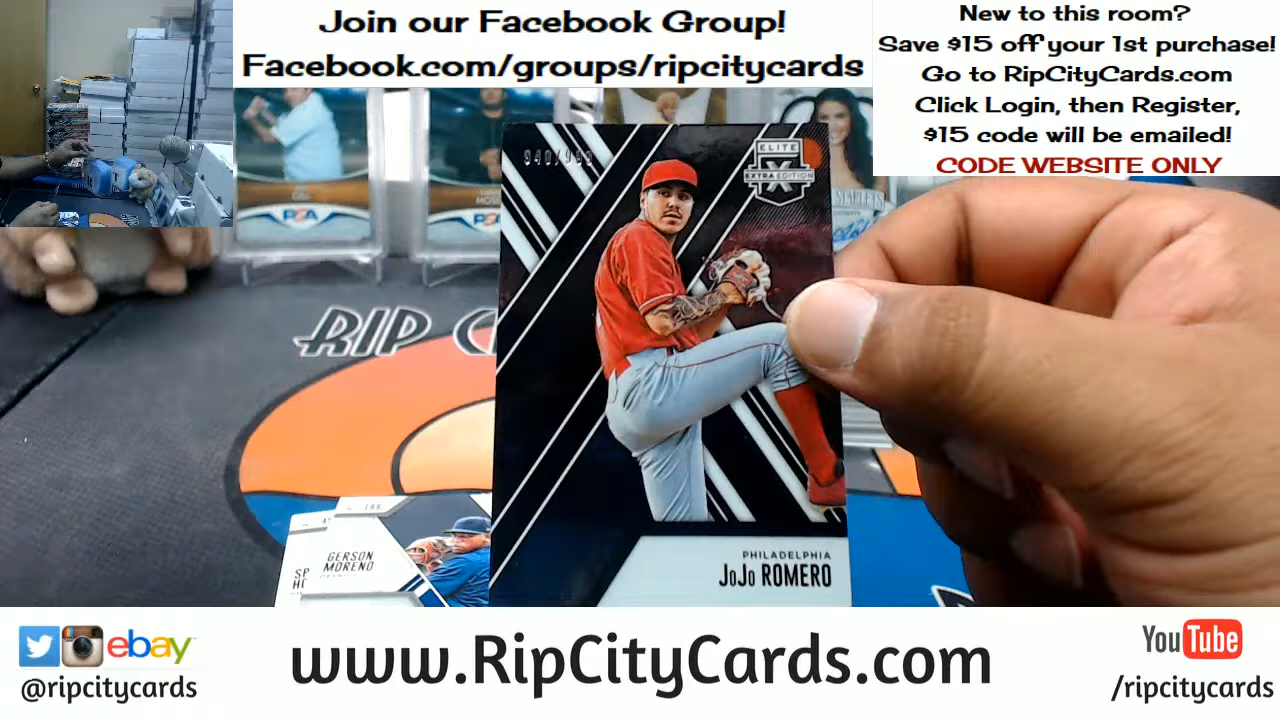 Join our Facebook Group!
Facebook.com/groups/ripcitycards
New to this room?
Save $15 off your 1st purchase!
Go to RipCityCards.com
Click Login, then Register,
$15 code will be emailed!
CODE WEBSITE ONLY
ELITE
EXTRA EDITION
PSA
RIP C
188
GERSON
MORENO
PHILADELPHIA
JoJo ROMERO
ebay
@ripcitycards
www.RipCityCards.com
YouTube
/ripcitycards